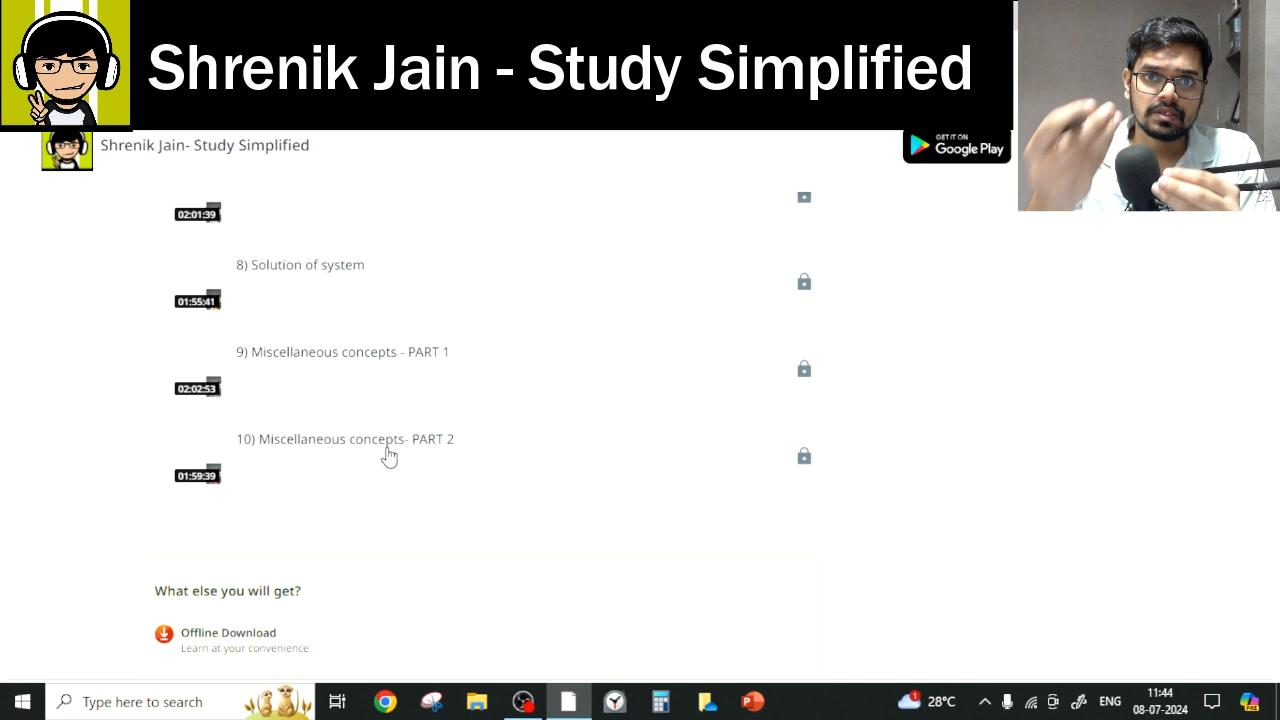 Shrenik Jain - Study Simplified
Shrenik Jain- Study Simplified
GET IT ON
Google Play
02:01:39
8) Solution of system
01:55:41
9) Miscellaneous concepts - PART 1
02:02:53
10) Miscellaneous concepts- PART 2
01:59:39
What else you will get?
Offline Download
Learn at your convenience
Type here to search
1
28°C
ENG
11:44
08-07-2024